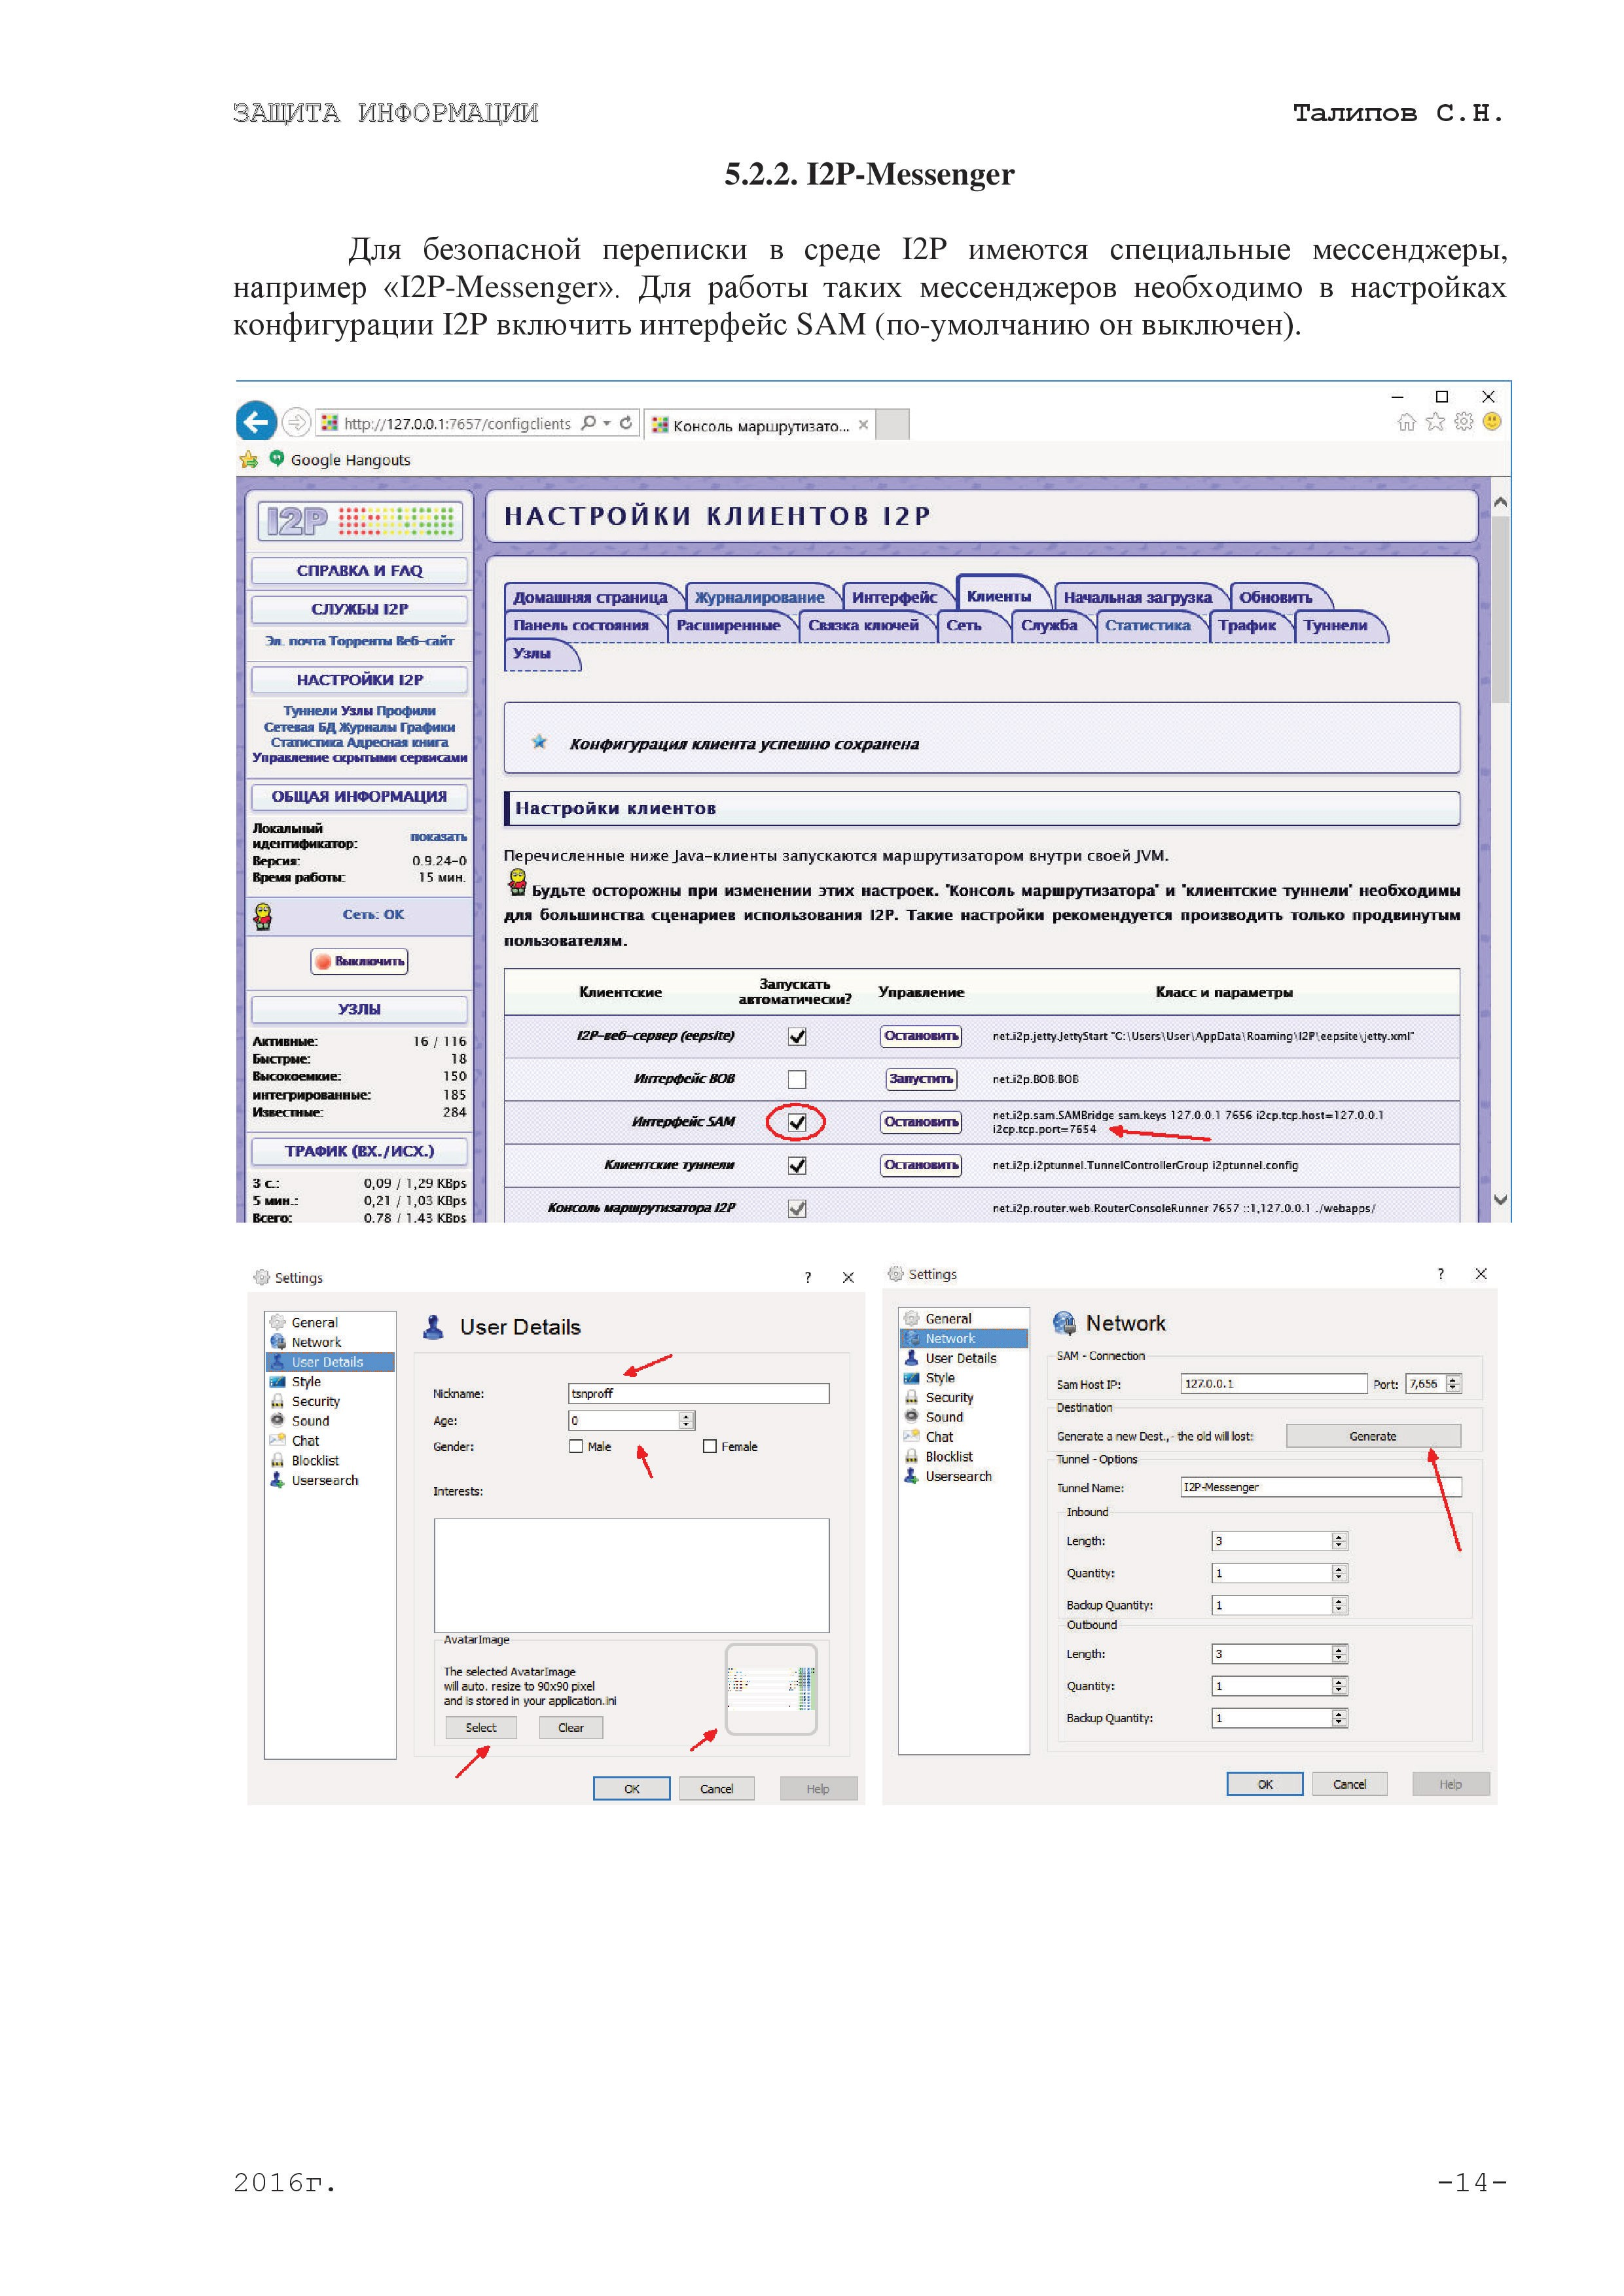 ЗАЩИТА ИНФОРМАЦИИ Талипов С.Н.
5.2.2. I2P-Messenger
Для безопасной переписки в среде I2P имеются специальные мессенджеры,
например «I2P-Messenger». Для работы таких мессенджеров необходимо в настройках
конфигурации I2P включить интерфейс SAM (по-умолчанию он выключен).
http://127.0.0.1:7657/configclients
Консоль маршрутизато...
Google Hangouts
I2P
СПРАВКА И FAQ
СЛУЖБЫ I2P
Эл. почта Торренты Веб-сайт
НАСТРОЙКИ I2P
Туннели Узлы Профили
Сетевая БД Журналы Графики
Статистика Адресная книга
Управление скрытыми сервисами
ОБЩАЯ ИНФОРМАЦИЯ
Локальный
идентификатор: показать
Версия: 0.9.24-0
Время работы: 15 мин.
Сеть: OK
Выключить
УЗЛЫ
Активные: 16 / 116
Быстрые: 18
Высокоемкие: 150
интегрированные: 185
Известные: 284
ТРАФИК (ВХ./ИСХ.)
3 с.: 0,09 / 1,29 KBps
5 мин.: 0,21 / 1,03 KBps
Всего: 0,78 / 1,43 KBps
НАСТРОЙКИ КЛИЕНТОВ I2P
Домашняя страница Журналирование Интерфейс Клиенты Начальная загрузка Обновить
Панель состояния Расширенные Связка ключей Сеть Служба Статистика Трафик Туннели
Узлы
Конфигурация клиента успешно сохранена
Настройки клиентов
Перечисленные ниже Java-клиенты запускаются маршрутизатором внутри своей JVM.
Будьте осторожны при изменении этих настроек. "Консоль маршрутизатора" и "клиентские туннели" необходимы
для большинства сценариев использования I2P. Такие настройки рекомендуется производить только продвинутым
пользователям.
Клиентские Запускать автоматически? Управление Класс и параметры
I2P-веб-сервер (eepsite) Остановить net.i2p.jetty.JettyStart "C:\Users\User\AppData\Roaming\I2P\eepsite\jetty.xml"
Интерфейс BOB Запустить net.i2p.BOB.BOB
Интерфейс SAM Остановить net.i2p.sam.SAMBridge sam.keys 127.0.0.1 7656 i2cp.tcp.host=127.0.0.1
i2cp.tcp.port=7654
Клиентские туннели Остановить net.i2p.i2ptunnel.TunnelControllerGroup i2ptunnel.config
Консоль маршрутизатора I2P net.i2p.router.web.RouterConsoleRunner 7657 ::1,127.0.0.1 ./webapps/
Settings ?
General
Network
User Details
Style
Security
Sound
Chat
Blocklist
Usersearch
User Details
Nickname: tsnproff
Age: 0
Gender: Male Female
Interests:
AvatarImage
The selected AvatarImage
will auto. resize to 90x90 pixel
and is stored in your application.ini
Select Clear
OK Cancel Help
Settings ?
General
Network
User Details
Style
Security
Sound
Chat
Blocklist
Usersearch
Network
SAM - Connection
Sam Host IP: 127.0.0.1 Port: 7,656
Destination
Generate a new Dest.,- the old will lost: Generate
Tunnel - Options
Tunnel Name: I2P-Messenger
Inbound
Length: 3
Quantity: 1
Backup Quantity: 1
Outbound
Length: 3
Quantity: 1
Backup Quantity: 1
OK Cancel Help
2016г. -14-